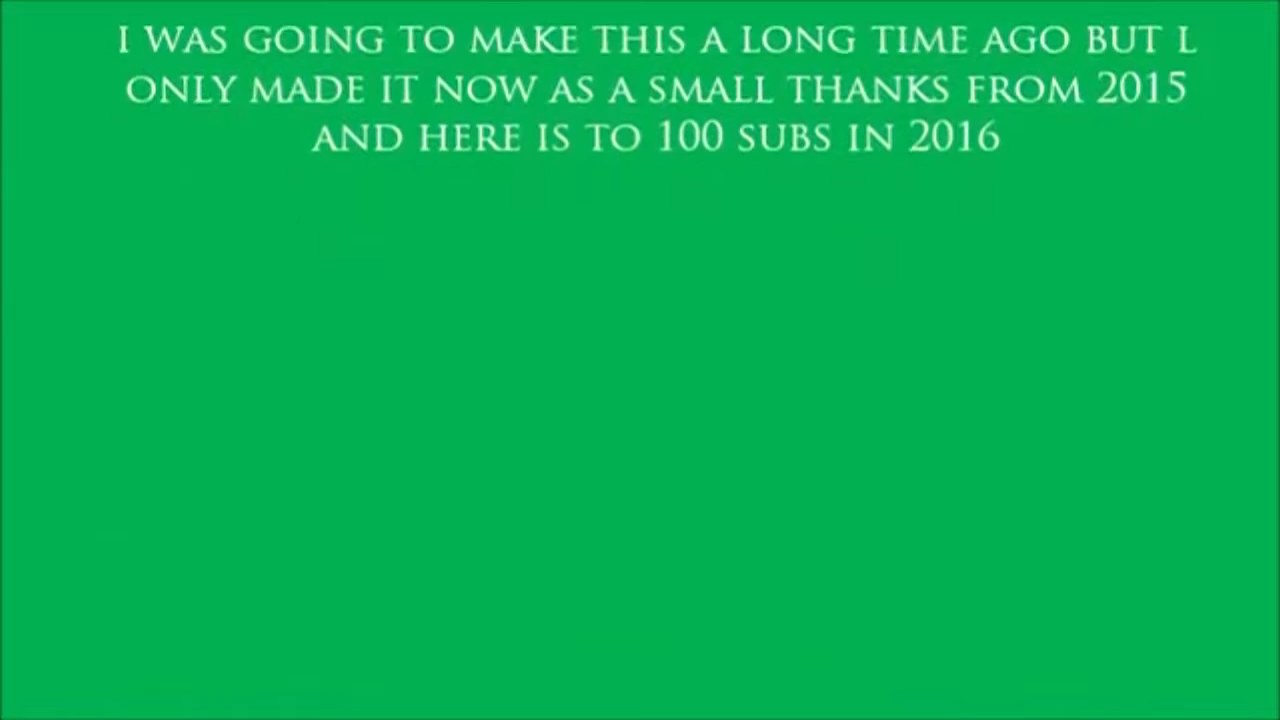 I WAS GOING TO MAKE THIS A LONG TIME AGO BUT L
ONLY MADE IT NOW AS A SMALL THANKS FROM 2015
AND HERE IS TO 100 SUBS IN 2016